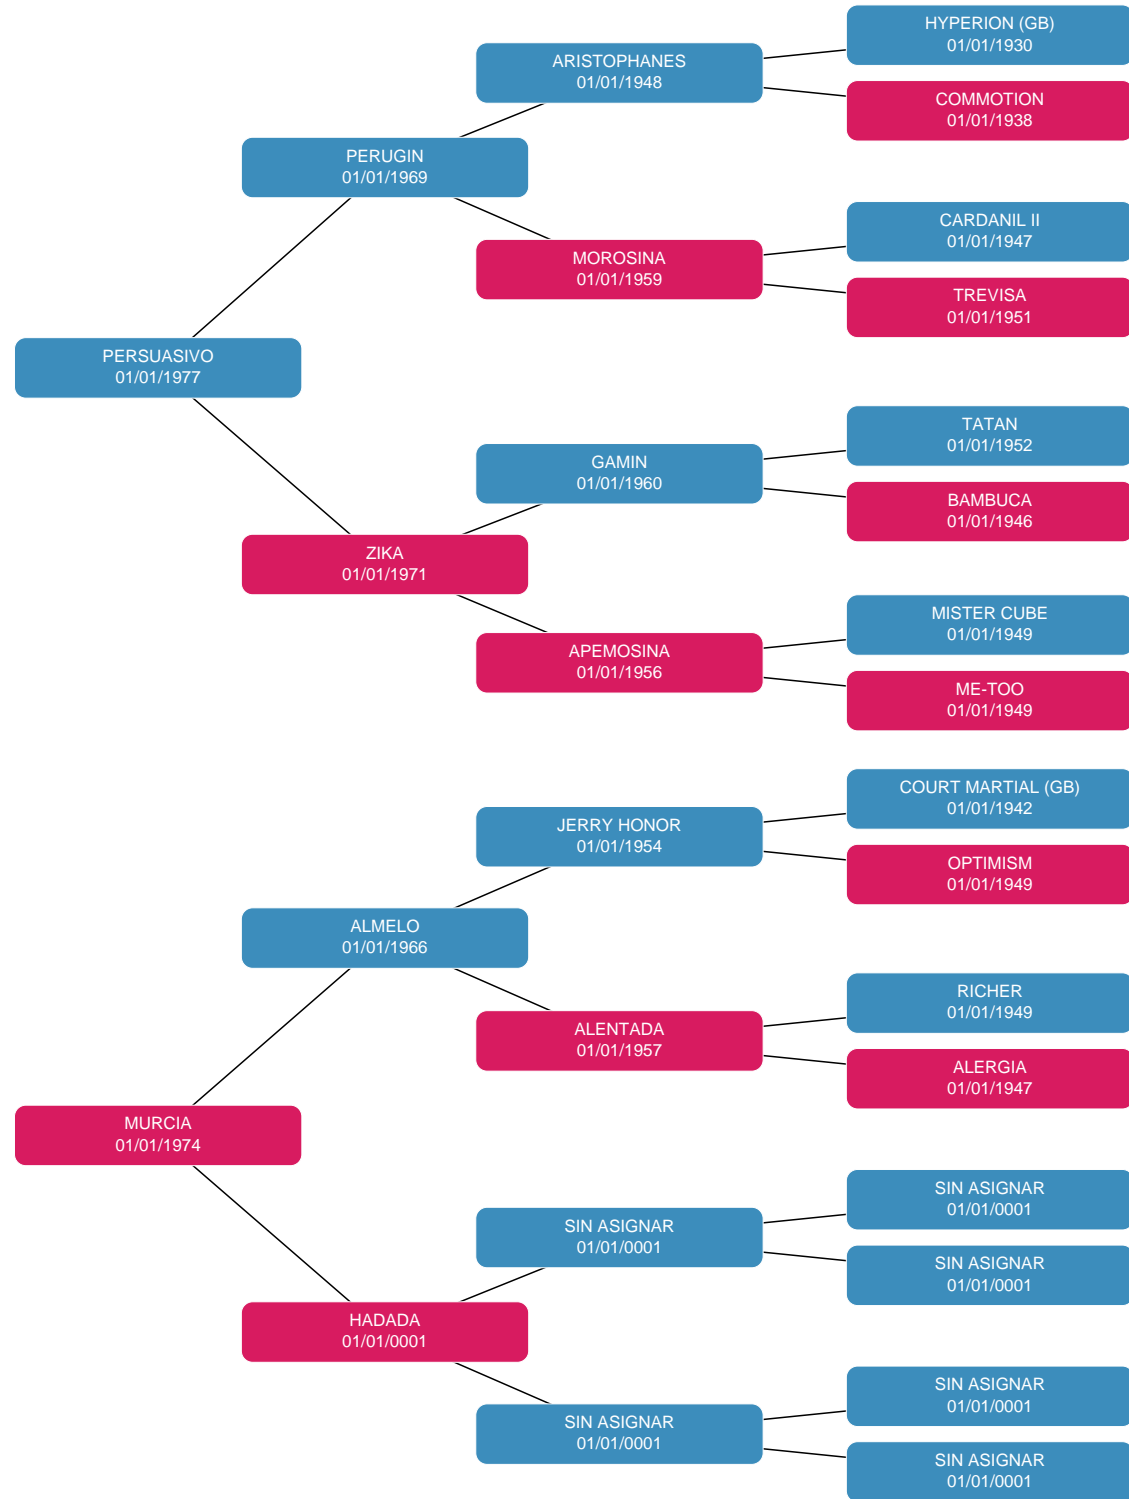 HYPERION (GB)
01/01/1930
ARISTOPHANES
01/01/1948
COMMOTION
01/01/1938
PERUGIN
01/01/1969
CARDANIL II
01/01/1947
MOROSINA
01/01/1959
TREVISA
01/01/1951
PERSUASIVO
01/01/1977
TATAN
01/01/1952
GAMIN
01/01/1960
BAMBUCA
01/01/1946
ZIKA
01/01/1971
MISTER CUBE
01/01/1949
APEMOSINA
01/01/1956
ME-TOO
01/01/1949
COURT MARTIAL (GB)
01/01/1942
JERRY HONOR
01/01/1954
OPTIMISM
01/01/1949
ALMELO
01/01/1966
RICHER
01/01/1949
ALENTADA
01/01/1957
ALERGIA
01/01/1947
MURCIA
01/01/1974
SIN ASIGNAR
01/01/0001
SIN ASIGNAR
01/01/0001
SIN ASIGNAR
01/01/0001
HADADA
01/01/0001
SIN ASIGNAR
01/01/0001
SIN ASIGNAR
01/01/0001
SIN ASIGNAR
01/01/0001